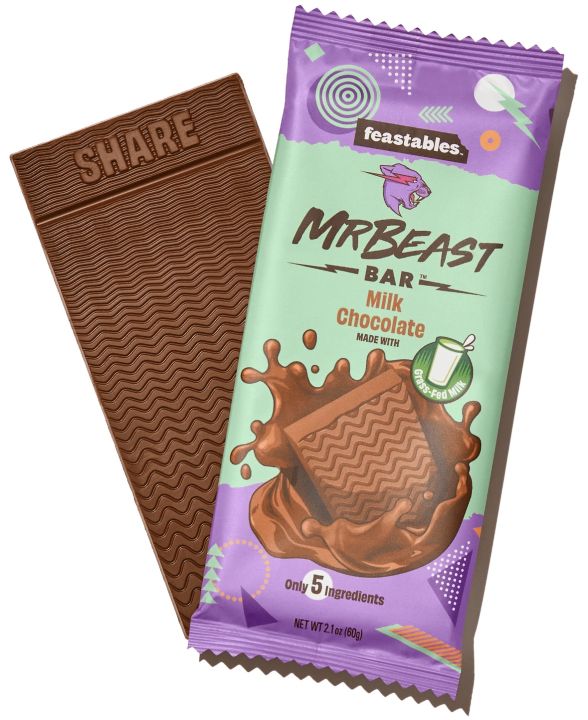 SHARE
feastables™
MRBEAST
BAR™
Milk
Chocolate
MADE WITH
Grass-Fed Milk
Only 5 Ingredients
NET WT 2.1 oz (60g)